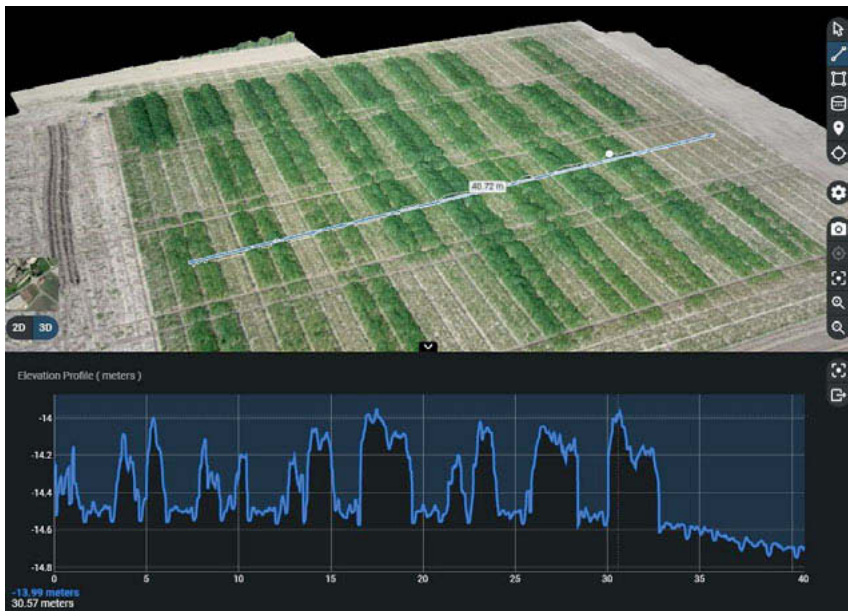 40.72 m
2D 3D
Elevation Profile ( meters )
-14
-14.2
-14.4
-14.6
-14.8
0 5 10 15 20 25 30 35 40
-13.99 meters
30.57 meters